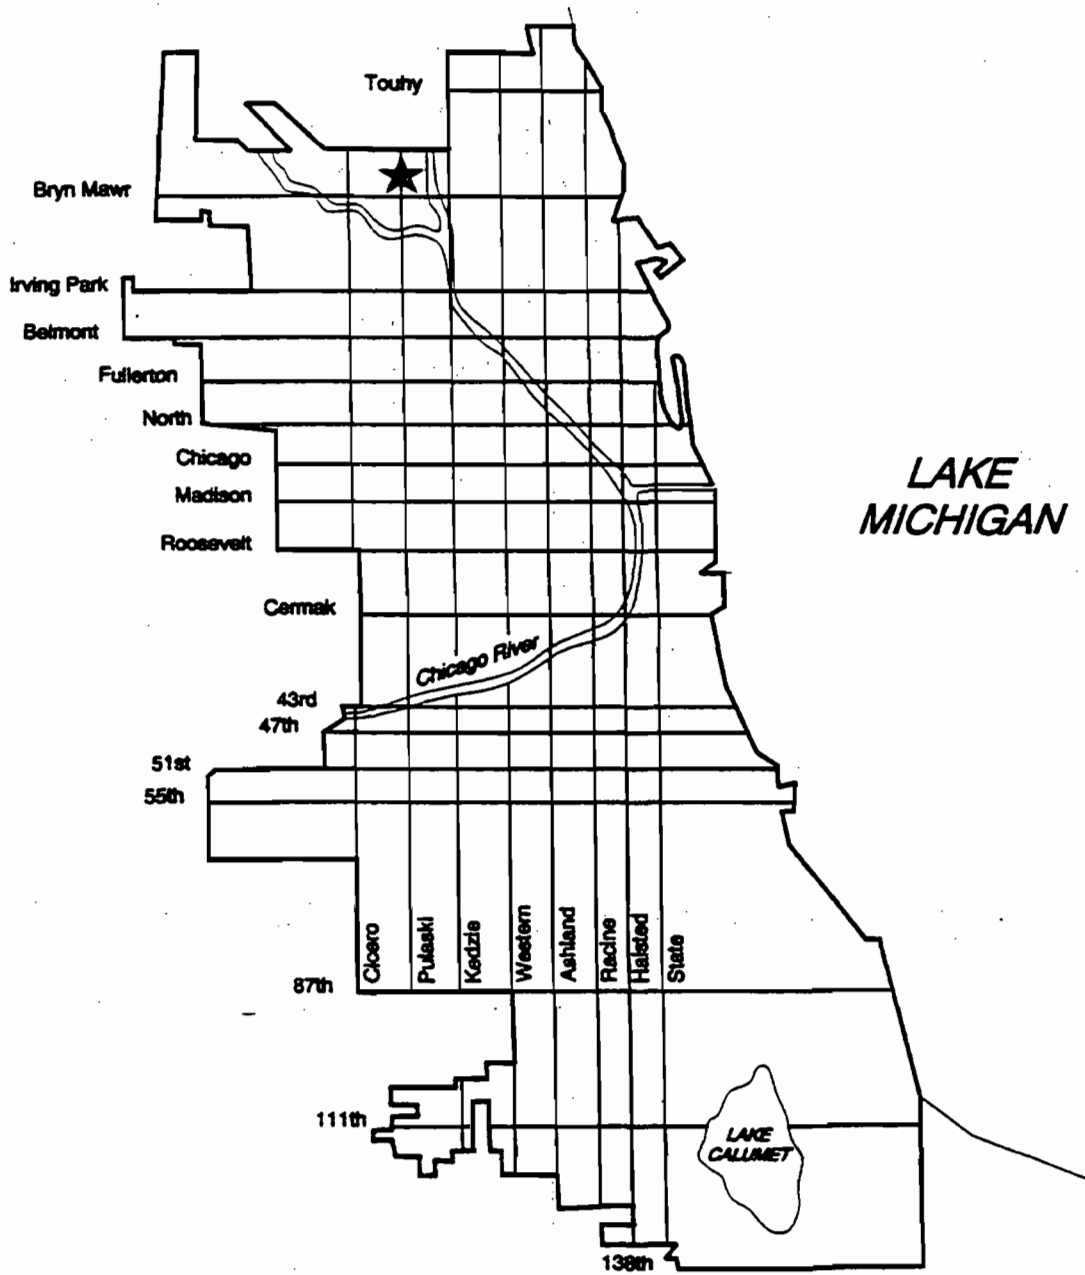 Touhy
Bryn Mawr
Irving Park
Belmont
Fullerton
North
Chicago
Madison
Roosevelt
LAKE
MICHIGAN
Cermak
Chicago River
43rd
47th
51st
55th
Cicero
Pulaski
Kedzie
Western
Ashland
Racine
Halsted
State
87th
111th
LAKE
CALUMET
138th